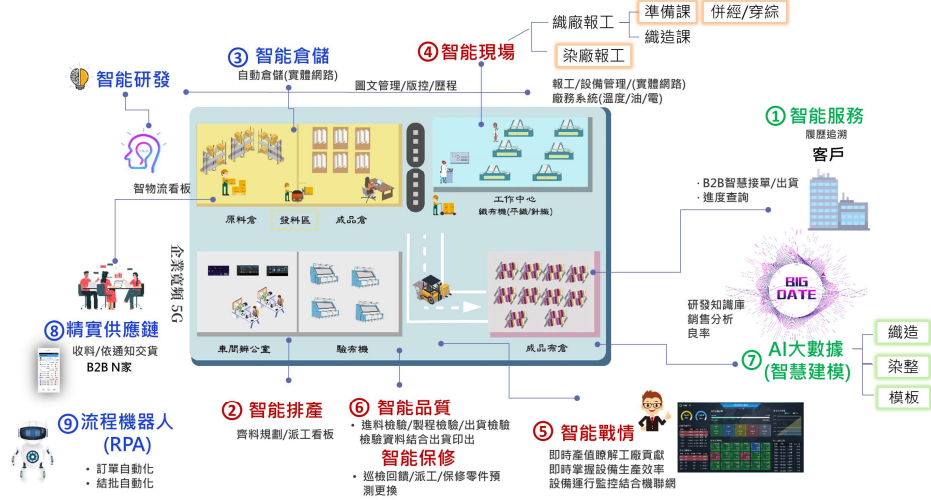 織廠報工
準備課
併經/穿綜
織造課
染廠報工
③ 智能倉儲
自動倉儲(實體網路)
④智能現場
報工/設備管理/(實體網路)
廠務系統(溫度/油/電)
智能研發
圖文管理/版控/歷程
① 智能服務
履歷追溯
客戶
· B2B智慧接單/出貨
· 進度查詢
智物流看板
原料倉
發料區
成品倉
工作中心
織布機(平織/針織)
企業寬頻 5G
BIG
DATE
研發知識庫
銷售分析
良率
⑧精實供應鏈
收料/依通知交貨
B2B N家
車間辦公室
驗布機
成品布倉
⑦ AI大數據
(智慧建模)
織造
染整
模板
② 智能排產
齊料規劃/派工看板
⑥ 智能品質
• 進料檢驗/製程檢驗/出貨檢驗
檢驗資料結合出貨印出
智能保修
• 巡檢回饋/派工/保修零件預
測更換
⑤ 智能戰情
即時產值瞭解工廠貢獻
即時掌握設備生產效率
設備運行監控結合機聯網
⑨流程機器人
(RPA)
• 訂單自動化
• 結批自動化